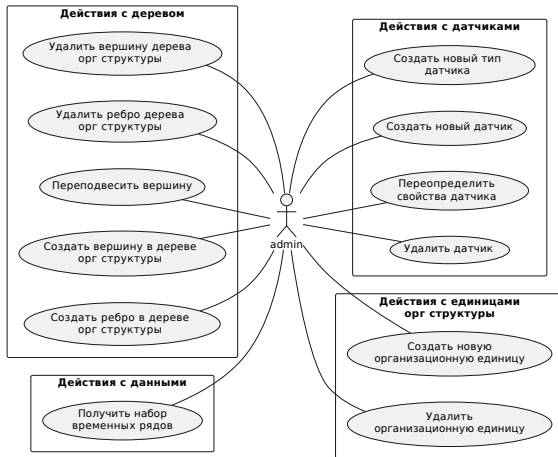 Действия с деревом
Удалить вершину дерева
орг структуры
Удалить ребро дерева
орг структуры
Переподвесить вершину
Создать вершину в дереве
орг структуры
Создать ребро в дереве
орг структуры
Действия с данными
Получить набор
временных рядов
admin
Действия с датчиками
Создать новый тип
датчика
Создать новый датчик
Переопределить
свойства датчика
Удалить датчик
Действия с единицами
орг структуры
Создать новую
организационную единицу
Удалить
организационную единицу